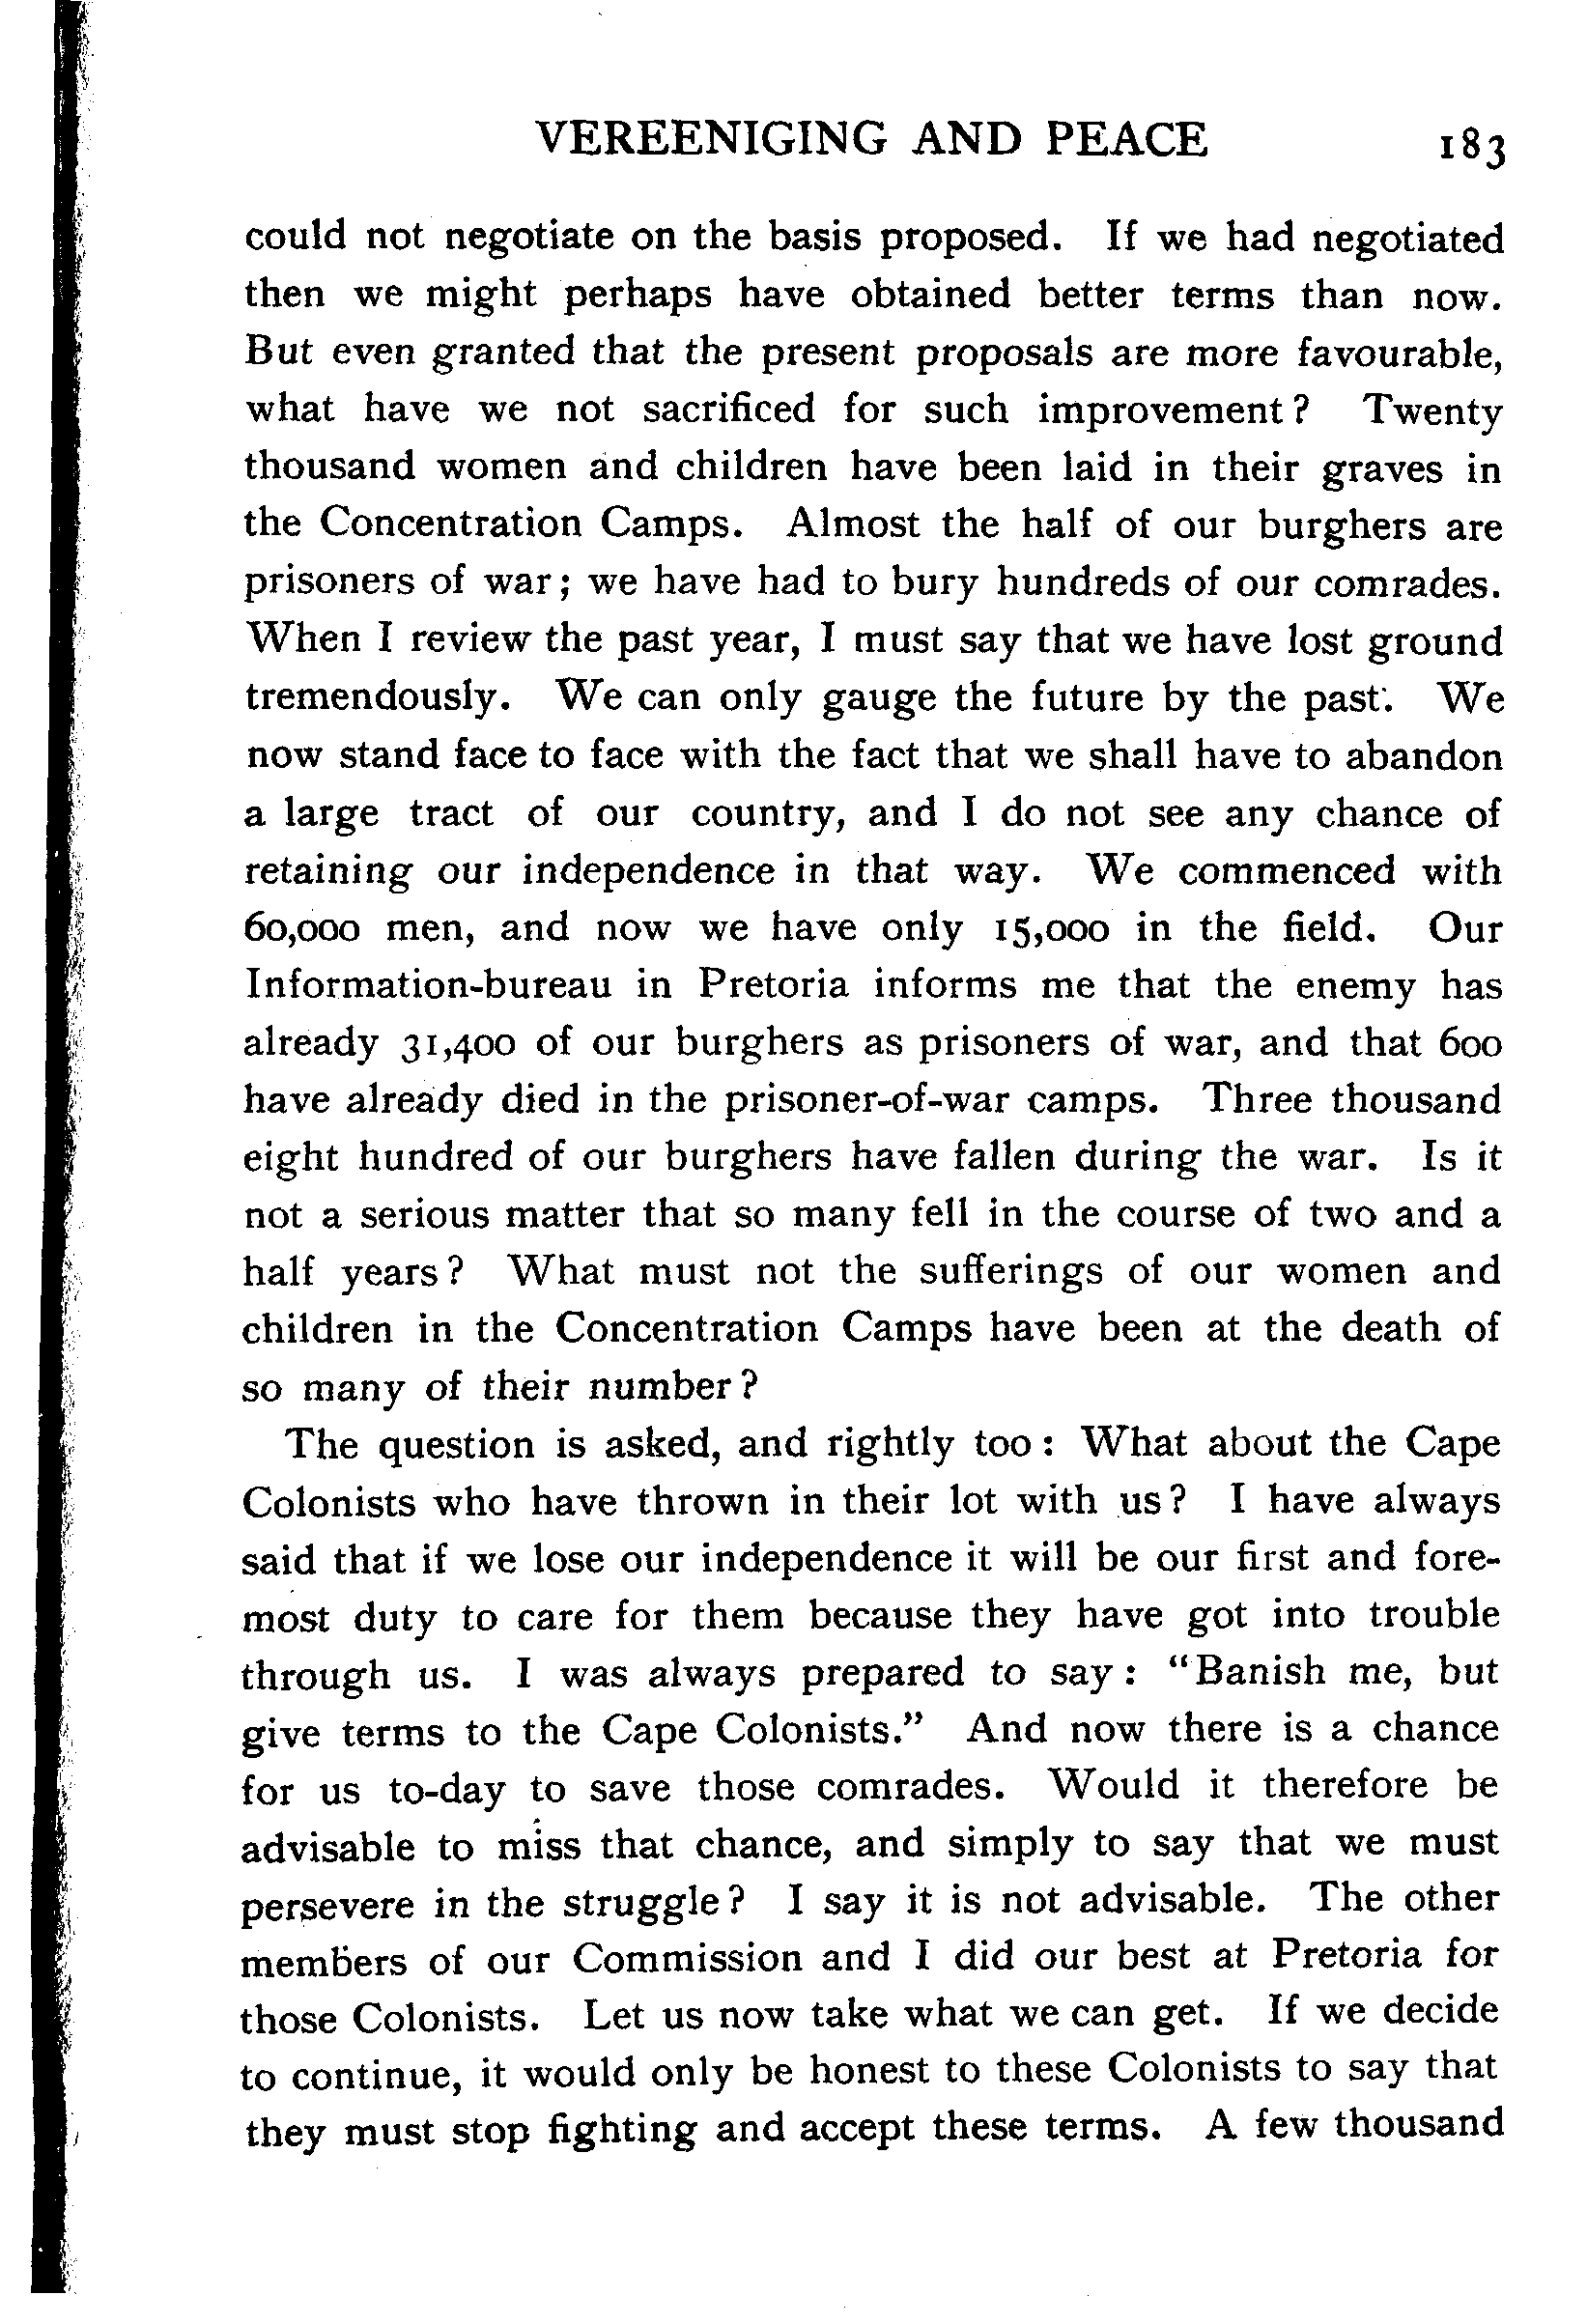 VEREENIGING AND PEACE 183
could not negotiate on the basis proposed. If we had negotiated
then we might perhaps have obtained better terms than now.
But even granted that the present proposals are more favourable,
what have we not sacrificed for such improvement? Twenty
thousand women and children have been laid in their graves in
the Concentration Camps. Almost the half of our burghers are
prisoners of war; we have had to bury hundreds of our comrades.
When I review the past year, I must say that we have lost ground
tremendously. We can only gauge the future by the past. We
now stand face to face with the fact that we shall have to abandon
a large tract of our country, and I do not see any chance of
retaining our independence in that way. We commenced with
60,000 men, and now we have only 15,000 in the field. Our
Information-bureau in Pretoria informs me that the enemy has
already 31,400 of our burghers as prisoners of war, and that 600
have already died in the prisoner-of-war camps. Three thousand
eight hundred of our burghers have fallen during the war. Is it
not a serious matter that so many fell in the course of two and a
half years? What must not the sufferings of our women and
children in the Concentration Camps have been at the death of
so many of their number?
The question is asked, and rightly too: What about the Cape
Colonists who have thrown in their lot with us? I have always
said that if we lose our independence it will be our first and fore-
most duty to care for them because they have got into trouble
through us. I was always prepared to say: "Banish me, but
give terms to the Cape Colonists." And now there is a chance
for us to-day to save those comrades. Would it therefore be
advisable to miss that chance, and simply to say that we must
persevere in the struggle? I say it is not advisable. The other
members of our Commission and I did our best at Pretoria for
those Colonists. Let us now take what we can get. If we decide
to continue, it would only be honest to these Colonists to say that
they must stop fighting and accept these terms. A few thousand